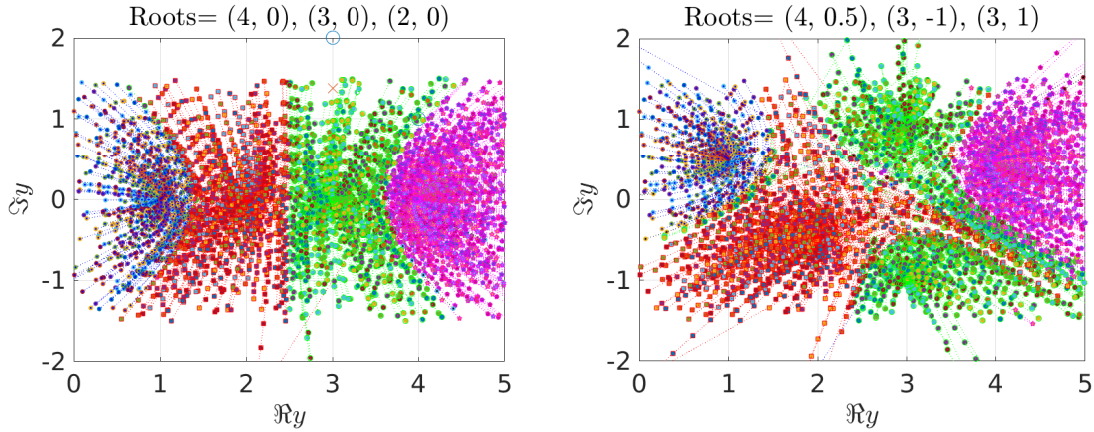 Roots= (4, 0), (3, 0), (2, 0)
2
1
0
-1
-2
0 1 2 3 4 5
ℜy
ℑy
Roots= (4, 0.5), (3, -1), (3, 1)
2
1
0
-1
-2
0 1 2 3 4 5
ℜy
ℑy